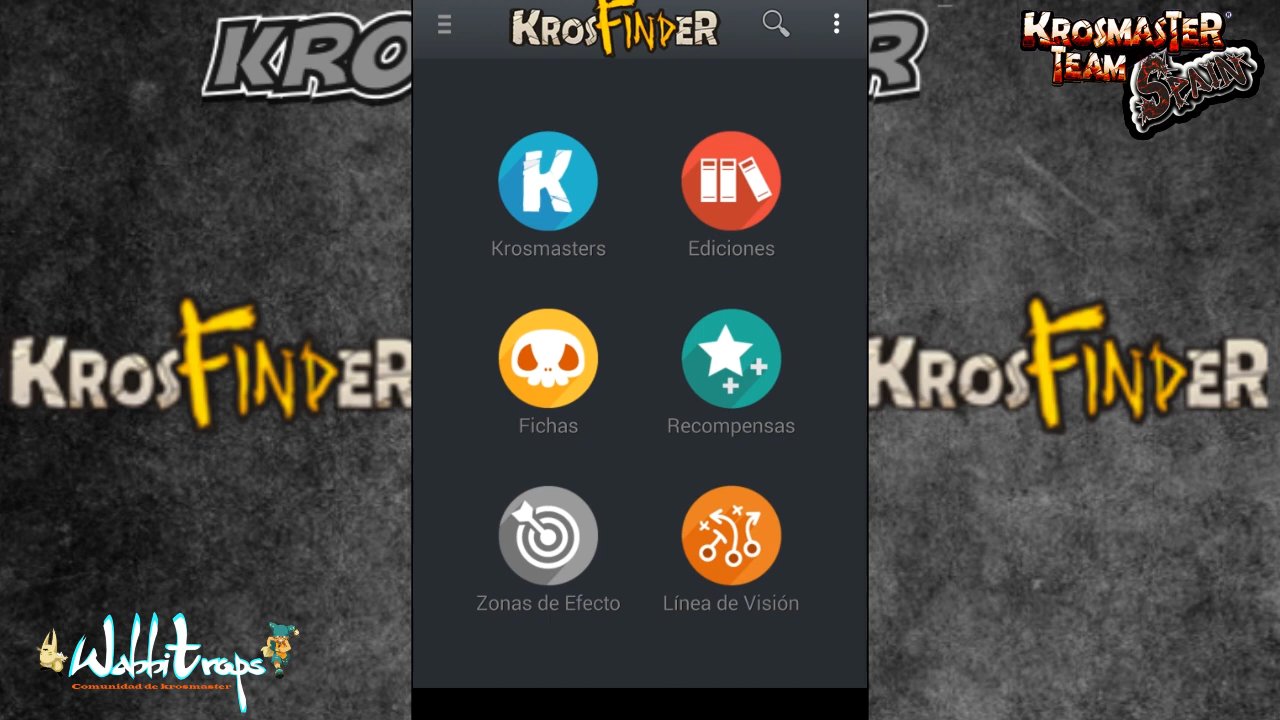 KRO
KROSFINDER
R
KROSMASTER
TEAM
SPAIN
K
Krosmasters
Ediciones
KROSFINDER
KROSFINDER
Fichas
Recompensas
Zonas de Efecto
Línea de Visión
Wabbitraps
Comunidad de krosmaster